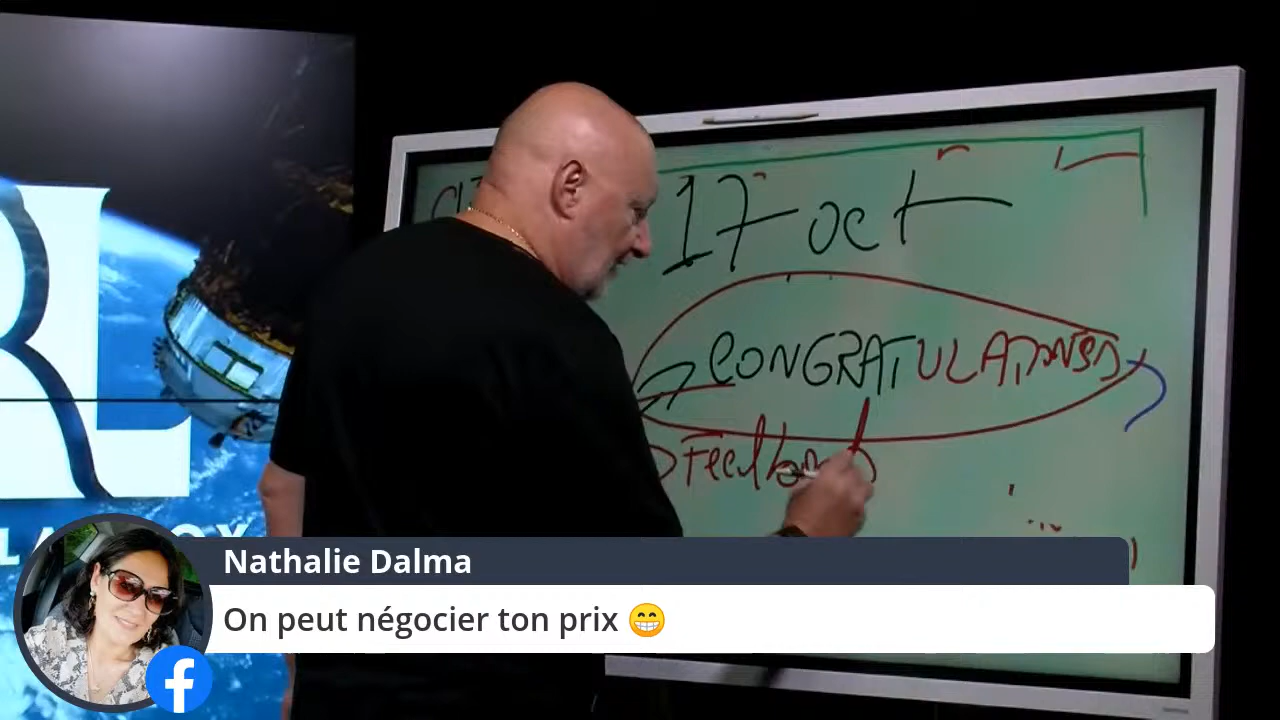 17 oct
CONGRATULATIONS
Feedback
Nathalie Dalma
On peut négocier ton prix 😁